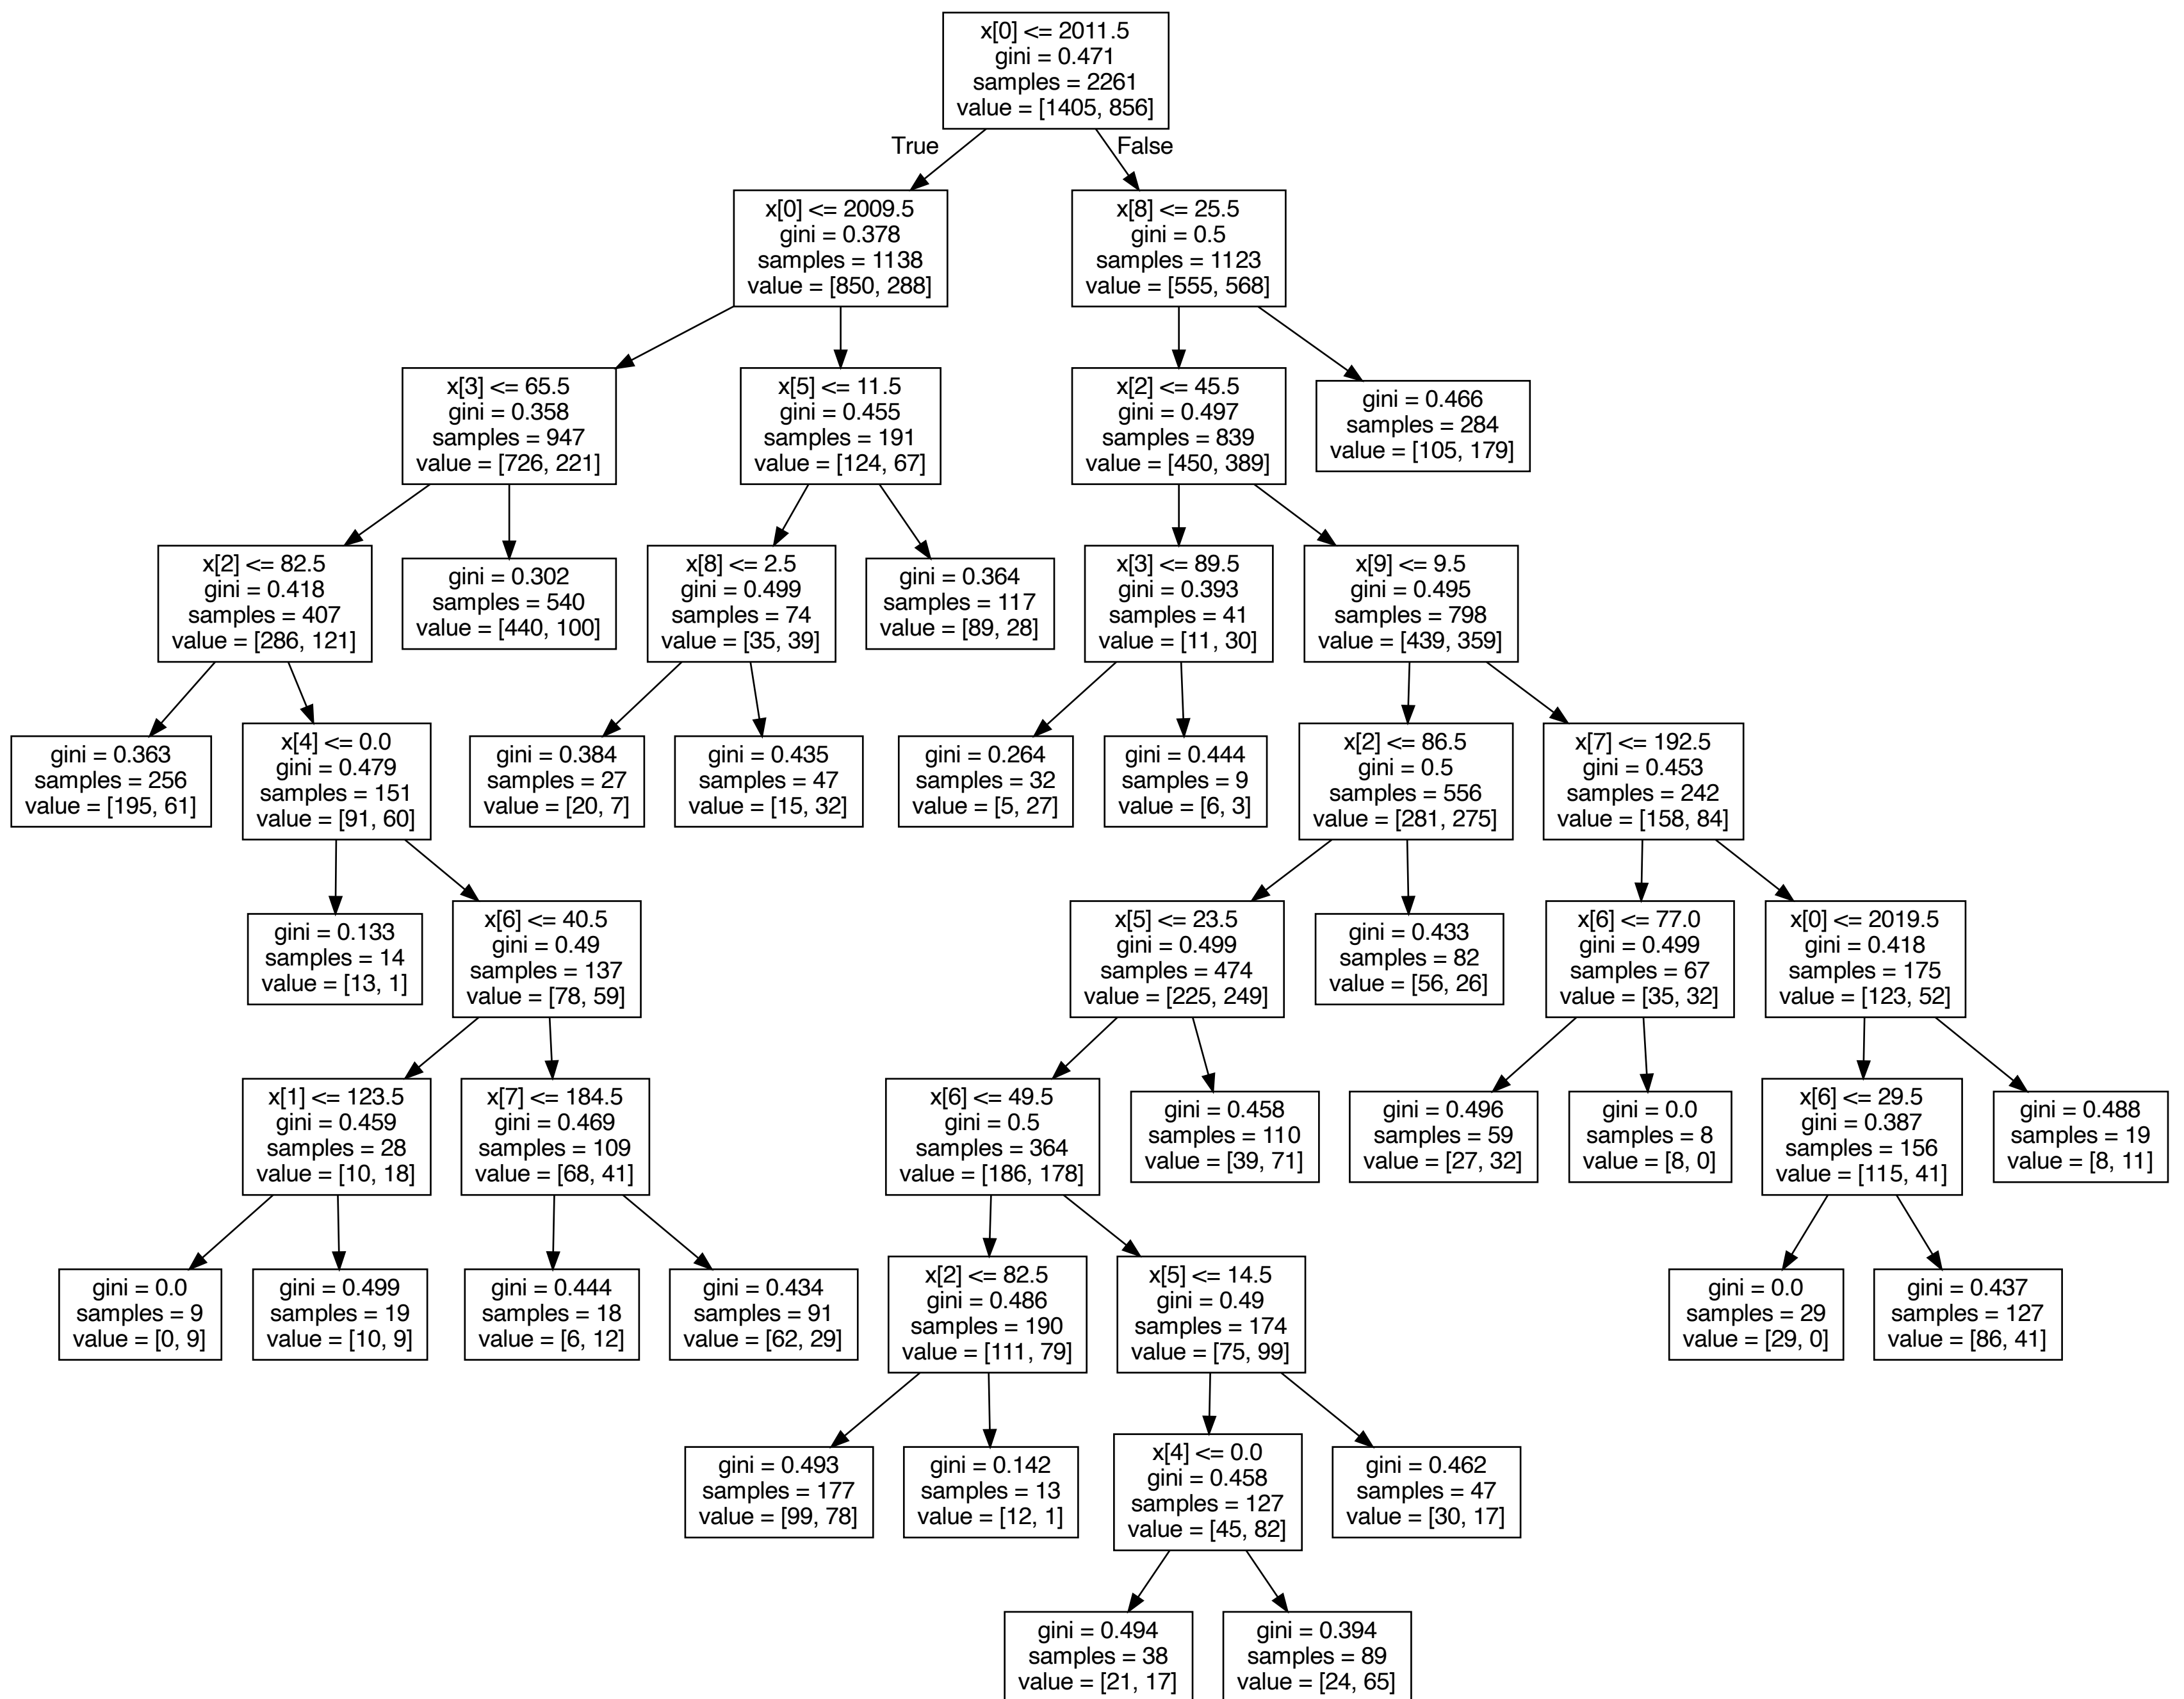 x[0] <= 2011.5
gini = 0.471
samples = 2261
value = [1405, 856]
True
False
x[0] <= 2009.5
gini = 0.378
samples = 1138
value = [850, 288]
x[8] <= 25.5
gini = 0.5
samples = 1123
value = [555, 568]
x[3] <= 65.5
gini = 0.358
samples = 947
value = [726, 221]
x[5] <= 11.5
gini = 0.455
samples = 191
value = [124, 67]
x[2] <= 45.5
gini = 0.497
samples = 839
value = [450, 389]
gini = 0.466
samples = 284
value = [105, 179]
x[2] <= 82.5
gini = 0.418
samples = 407
value = [286, 121]
gini = 0.302
samples = 540
value = [440, 100]
x[8] <= 2.5
gini = 0.499
samples = 74
value = [35, 39]
gini = 0.364
samples = 117
value = [89, 28]
x[3] <= 89.5
gini = 0.393
samples = 41
value = [11, 30]
x[9] <= 9.5
gini = 0.495
samples = 798
value = [439, 359]
gini = 0.363
samples = 256
value = [195, 61]
x[4] <= 0.0
gini = 0.479
samples = 151
value = [91, 60]
gini = 0.384
samples = 27
value = [20, 7]
gini = 0.435
samples = 47
value = [15, 32]
gini = 0.264
samples = 32
value = [5, 27]
gini = 0.444
samples = 9
value = [6, 3]
x[2] <= 86.5
gini = 0.5
samples = 556
value = [281, 275]
x[7] <= 192.5
gini = 0.453
samples = 242
value = [158, 84]
gini = 0.133
samples = 14
value = [13, 1]
x[6] <= 40.5
gini = 0.49
samples = 137
value = [78, 59]
x[5] <= 23.5
gini = 0.499
samples = 474
value = [225, 249]
gini = 0.433
samples = 82
value = [56, 26]
x[6] <= 77.0
gini = 0.499
samples = 67
value = [35, 32]
x[0] <= 2019.5
gini = 0.418
samples = 175
value = [123, 52]
x[1] <= 123.5
gini = 0.459
samples = 28
value = [10, 18]
x[7] <= 184.5
gini = 0.469
samples = 109
value = [68, 41]
x[6] <= 49.5
gini = 0.5
samples = 364
value = [186, 178]
gini = 0.458
samples = 110
value = [39, 71]
gini = 0.496
samples = 59
value = [27, 32]
gini = 0.0
samples = 8
value = [8, 0]
x[6] <= 29.5
gini = 0.387
samples = 156
value = [115, 41]
gini = 0.488
samples = 19
value = [8, 11]
gini = 0.0
samples = 9
value = [0, 9]
gini = 0.499
samples = 19
value = [10, 9]
gini = 0.444
samples = 18
value = [6, 12]
gini = 0.434
samples = 91
value = [62, 29]
x[2] <= 82.5
gini = 0.486
samples = 190
value = [111, 79]
x[5] <= 14.5
gini = 0.49
samples = 174
value = [75, 99]
gini = 0.0
samples = 29
value = [29, 0]
gini = 0.437
samples = 127
value = [86, 41]
gini = 0.493
samples = 177
value = [99, 78]
gini = 0.142
samples = 13
value = [12, 1]
x[4] <= 0.0
gini = 0.458
samples = 127
value = [45, 82]
gini = 0.462
samples = 47
value = [30, 17]
gini = 0.494
samples = 38
value = [21, 17]
gini = 0.394
samples = 89
value = [24, 65]